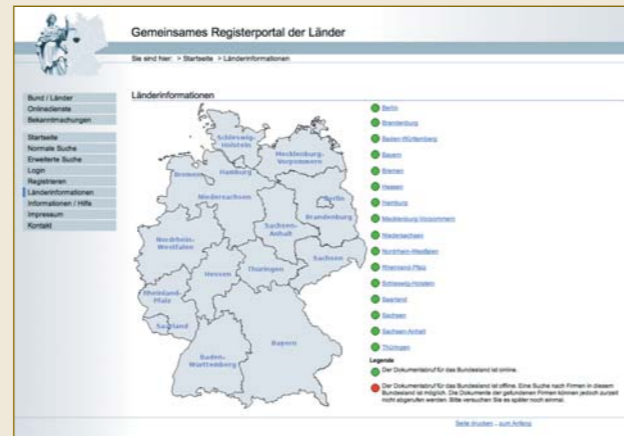 Gemeinsames Registerportal der Länder
Sie sind hier: > Startseite > Länderinformationen
Bund / Länder
Onlinedienste
Bekanntmachungen
Startseite
Normale Suche
Erweiterte Suche
Login
Registrieren
Länderinformationen
Informationen / Hilfe
Impressum
Kontakt
Länderinformationen
Schleswig-
Holstein
Mecklenburg-
Vorpommern
Hamburg
Bremen
Niedersachsen
Berlin
Brandenburg
Sachsen-
Anhalt
Nordrhein-
Westfalen
Sachsen
Thüringen
Hessen
Rheinland-
Pfalz
Saarland
Bayern
Baden-
Württemberg
Berlin
Brandenburg
Baden-Württemberg
Bayern
Bremen
Hessen
Hamburg
Mecklenburg-Vorpommern
Niedersachsen
Nordrhein-Westfalen
Rheinland-Pfalz
Schleswig-Holstein
Saarland
Sachsen
Sachsen-Anhalt
Thüringen
Legende
Der Dokumentabruf für das Bundesland ist online.
Der Dokumentabruf für das Bundesland ist offline. Eine Suche nach Firmen in diesem
Bundesland ist möglich. Die Dokumente der gefundenen Firmen können jedoch zurzeit
nicht abgerufen werden. Bitte versuchen Sie es später noch einmal.
Seite drucken .. zum Anfang